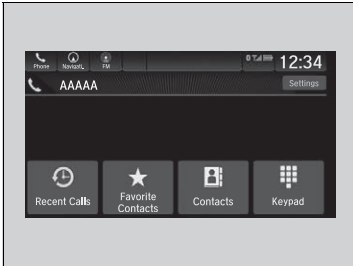 Phone Navigati. FM 12:34
AAAAA Settings
Recent Calls Favorite Contacts Contacts Keypad